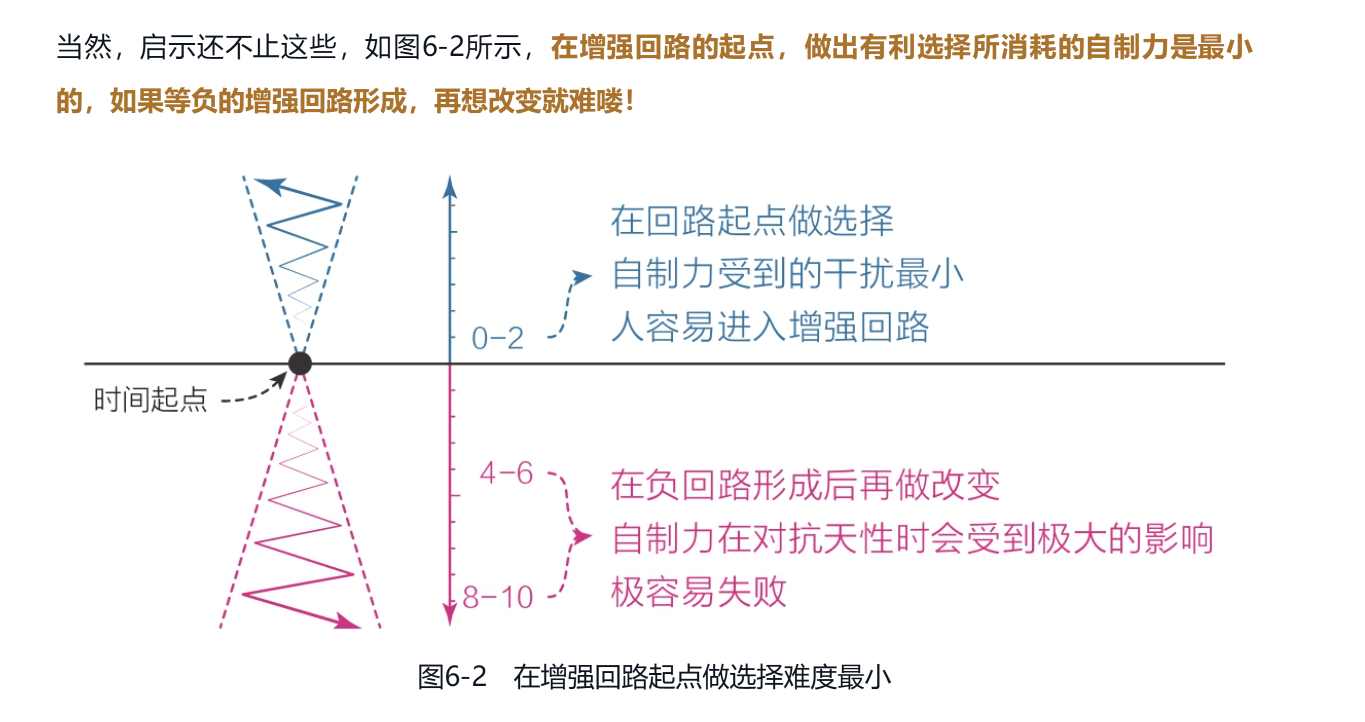 当然，启示还不止这些，如图6-2所示，在增强回路的起点，做出有利选择所消耗的自制力是最小
的，如果等负的增强回路形成，再想改变就难喽！
在回路起点做选择
自制力受到的干扰最小
人容易进入增强回路
0-2
时间起点
4-6
8-10
在负回路形成后再做改变
自制力在对抗天性时会受到极大的影响
极容易失败
图6-2 在增强回路起点做选择难度最小